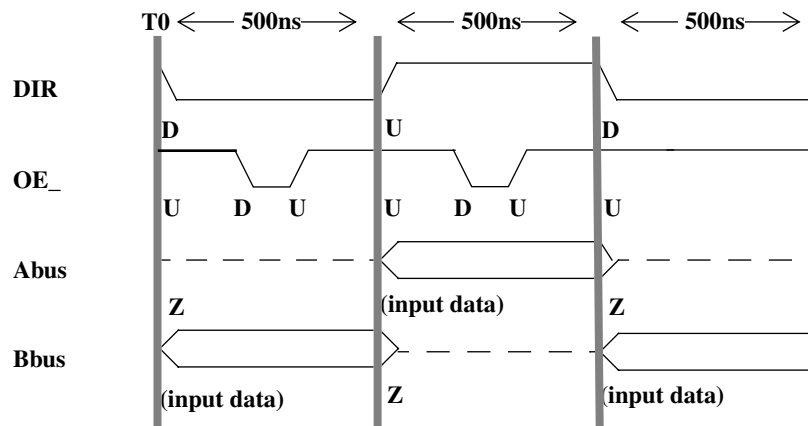 T0 500ns 500ns 500ns
DIR
D U D
OE_
U D U U D U U
Abus
Z (input data) Z
Bbus
(input data) Z (input data)